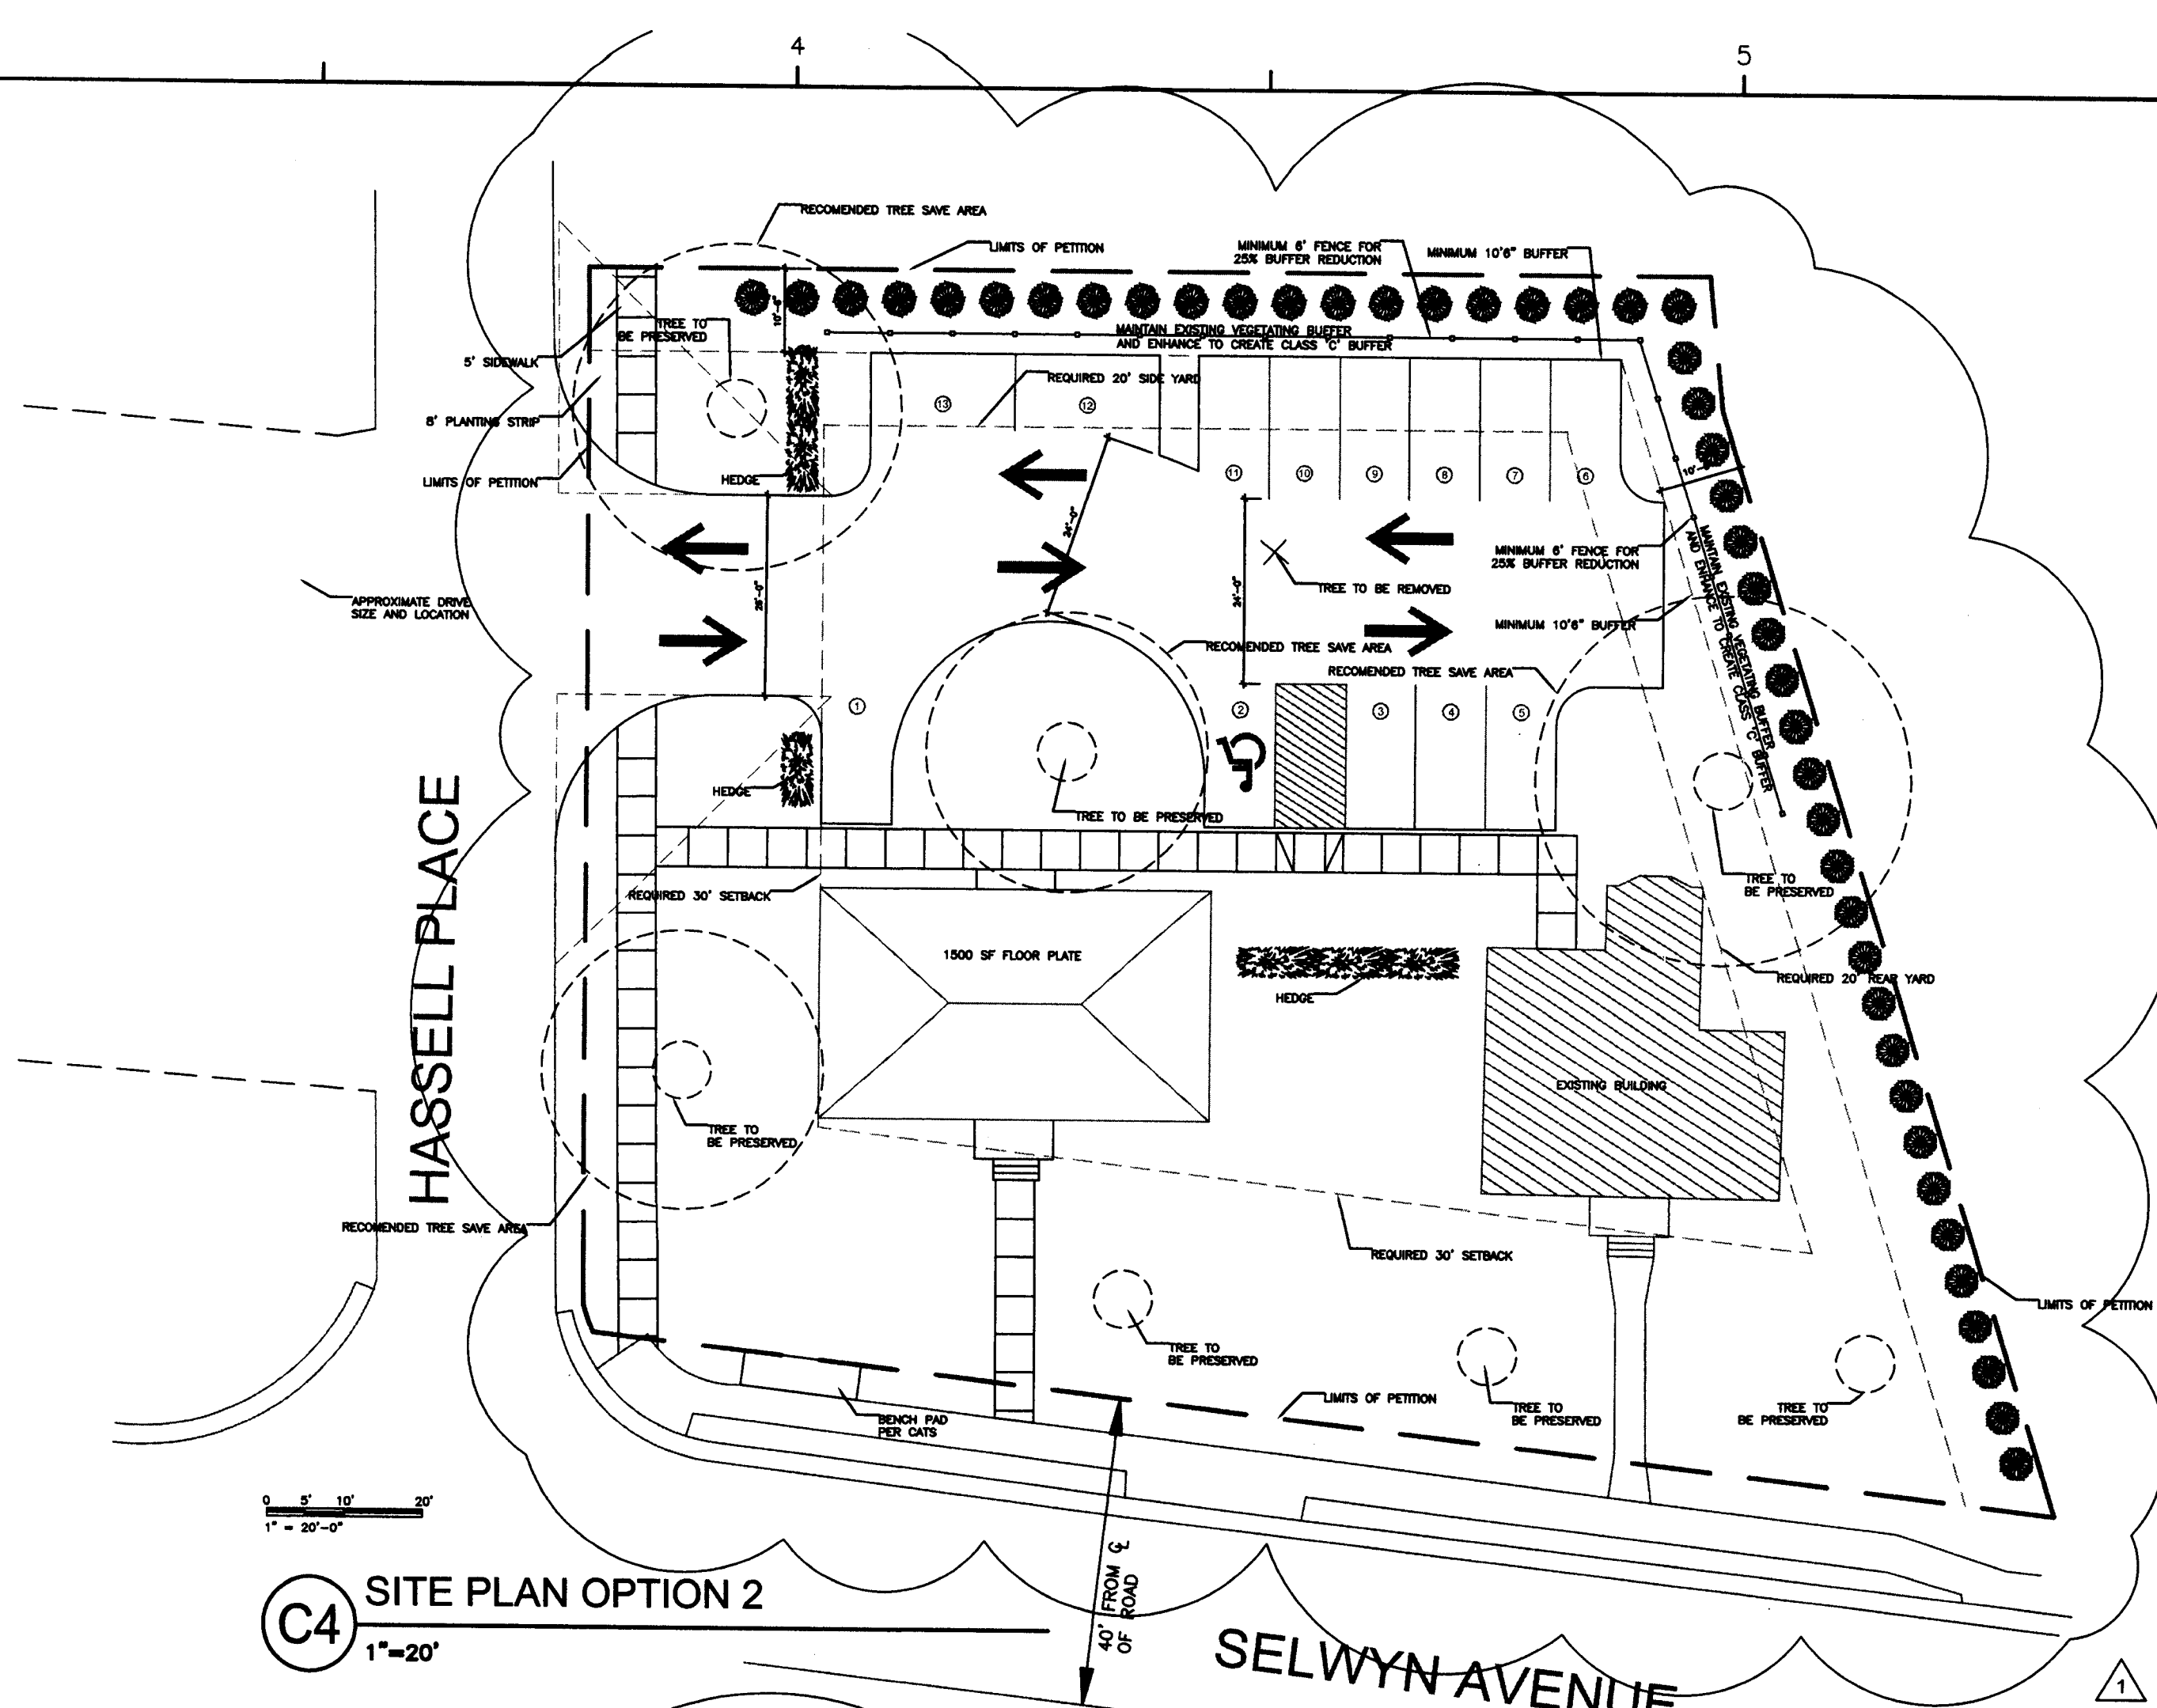 4
5
RECOMENDED TREE SAVE AREA
LIMITS OF PETITION
MINIMUM 6' FENCE FOR
25% BUFFER REDUCTION
MINIMUM 10'6" BUFFER
10'-6"
TREE TO
BE PRESERVED
MAINTAIN EXISTING VEGETATING BUFFER
AND ENHANCE TO CREATE CLASS 'C' BUFFER
5' SIDEWALK
REQUIRED 20' SIDE YARD
13
12
8' PLANTING STRIP
LIMITS OF PETITION
HEDGE
11
10
9
8
7
6
24'-0"
MINIMUM 6' FENCE FOR
25% BUFFER REDUCTION
MAINTAIN EXISTING VEGETATING BUFFER
AND ENHANCE TO CREATE CLASS 'C' BUFFER
APPROXIMATE DRIVE
SIZE AND LOCATION
24'-0"
TREE TO BE REMOVED
MINIMUM 10'6" BUFFER
RECOMENDED TREE SAVE AREA
RECOMENDED TREE SAVE AREA
1
2
3
4
5
HEDGE
TREE TO BE PRESERVED
HASSELL PLACE
TREE TO
BE PRESERVED
REQUIRED 30' SETBACK
1500 SF FLOOR PLATE
HEDGE
REQUIRED 20' REAR YARD
EXISTING BUILDING
TREE TO
BE PRESERVED
RECOMENDED TREE SAVE AREA
REQUIRED 30' SETBACK
LIMITS OF PETITION
TREE TO
BE PRESERVED
LIMITS OF PETITION
BENCH PAD
PER CATS
TREE TO
BE PRESERVED
TREE TO
BE PRESERVED
0 5' 10' 20'
1" = 20'-0"
C4
SITE PLAN OPTION 2
1"=20'
40' FROM ℄
OF ROAD
SELWYN AVENUE
1